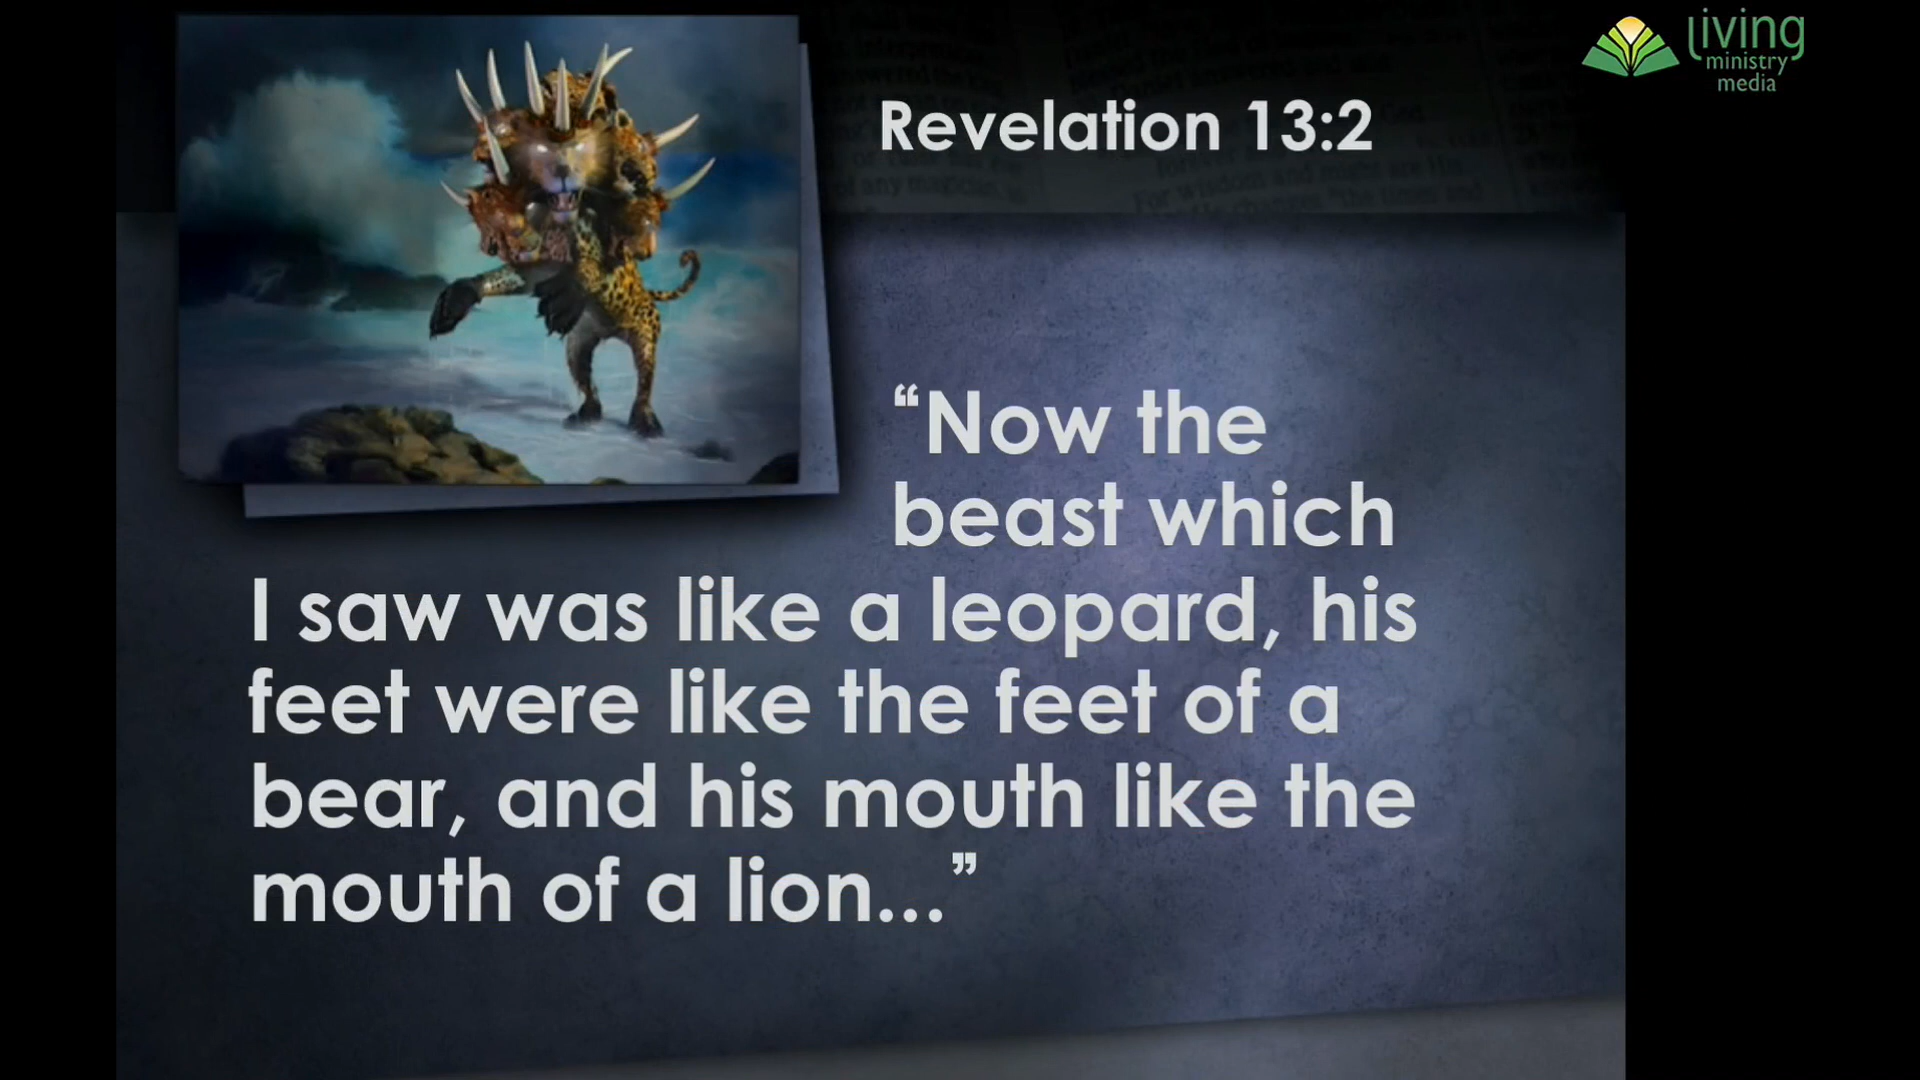 living
ministry
media
Revelation 13:2
“Now the
beast which
I saw was like a leopard, his
feet were like the feet of a
bear, and his mouth like the
mouth of a lion...”